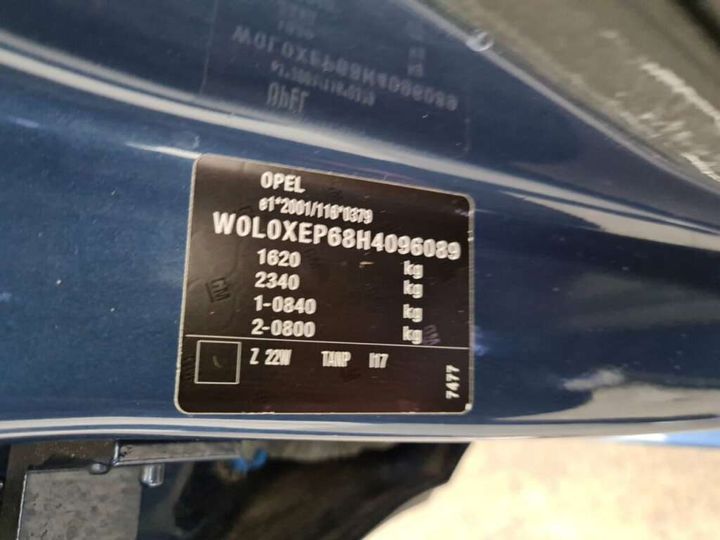 OPEL
e1*2001/116*0379
W0L0XEP68H4096089
1620 kg
2340 kg
1-0840 kg
2-0800 kg
Z 22W TANP I17
7477
GM